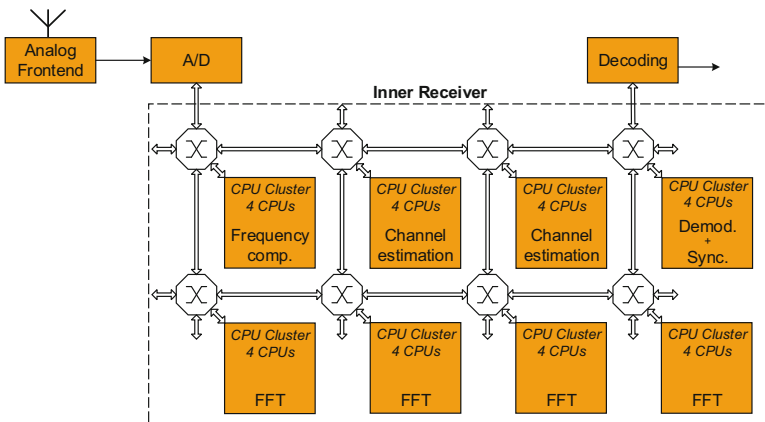 Analog
Frontend
A/D
Decoding
Inner Receiver
CPU Cluster
4 CPUs
Frequency
comp.
CPU Cluster
4 CPUs
Channel
estimation
CPU Cluster
4 CPUs
Channel
estimation
CPU Cluster
4 CPUs
Demod.
+
Sync.
CPU Cluster
4 CPUs
FFT
CPU Cluster
4 CPUs
FFT
CPU Cluster
4 CPUs
FFT
CPU Cluster
4 CPUs
FFT